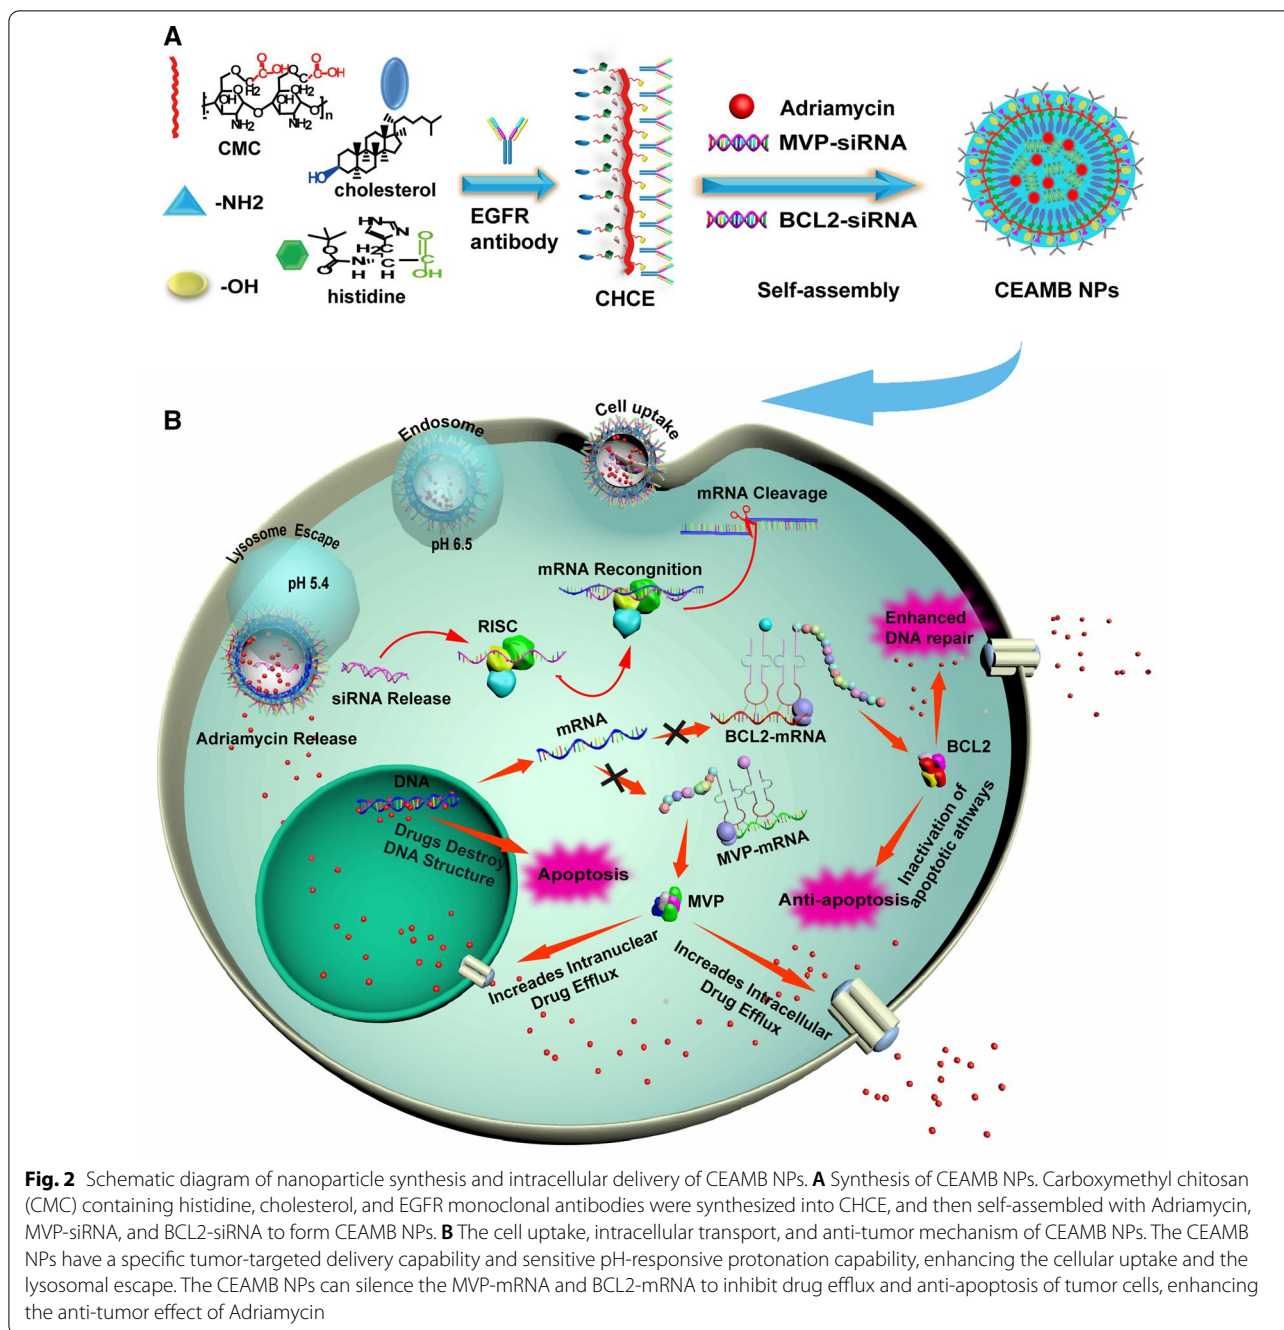 A
CMC
cholesterol
-NH2
-OH
histidine
EGFR
antibody
CHCE
Adriamycin
MVP-siRNA
BCL2-siRNA
Self-assembly
CEAMB NPs
B
Cell uptake
Endosome
pH 6.5
Lysosome Escape
pH 5.4
mRNA Cleavage
mRNA Recongnition
RISC
siRNA Release
Adriamycin Release
Enhanced
DNA repair
mRNA
BCL2-mRNA
BCL2
DNA
Drugs Destroy
DNA Structure
Apoptosis
MVP-mRNA
MVP
Anti-apoptosis
Inactivation of
apoptotic athways
Increades Intranuclear
Drug Efflux
Increades Intracellular
Drug Efflux
Fig. 2 Schematic diagram of nanoparticle synthesis and intracellular delivery of CEAMB NPs. A Synthesis of CEAMB NPs. Carboxymethyl chitosan
(CMC) containing histidine, cholesterol, and EGFR monoclonal antibodies were synthesized into CHCE, and then self-assembled with Adriamycin,
MVP-siRNA, and BCL2-siRNA to form CEAMB NPs. B The cell uptake, intracellular transport, and anti-tumor mechanism of CEAMB NPs. The CEAMB
NPs have a specific tumor-targeted delivery capability and sensitive pH-responsive protonation capability, enhancing the cellular uptake and the
lysosomal escape. The CEAMB NPs can silence the MVP-mRNA and BCL2-mRNA to inhibit drug efflux and anti-apoptosis of tumor cells, enhancing
the anti-tumor effect of Adriamycin